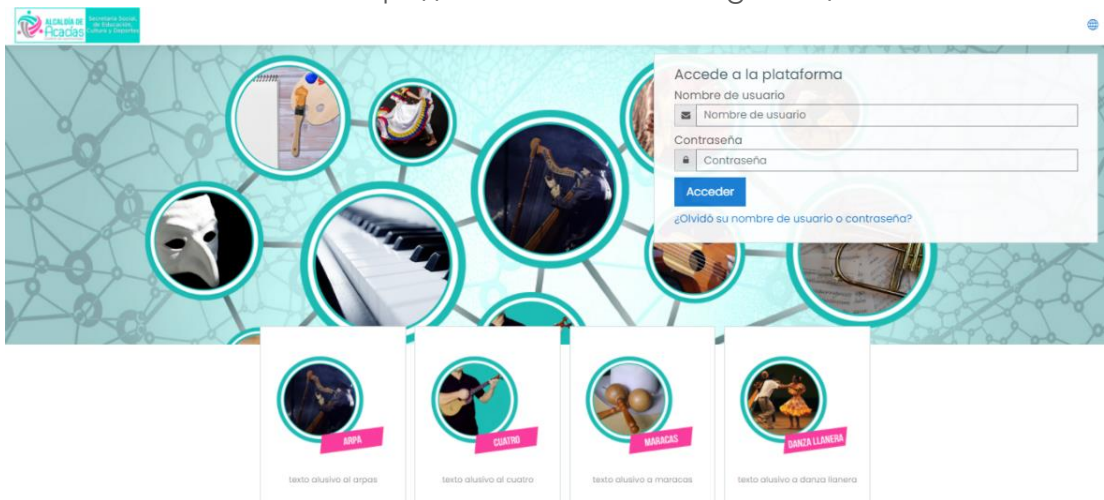 ALCALDÍA DE
Acacías
Secretaría Social,
de Educación,
Cultura y Deportes
Accede a la plataforma
Nombre de usuario
Nombre de usuario
Contraseña
Contraseña
Acceder
¿Olvidó su nombre de usuario o contraseña?
ARPA
CUATRO
MARACAS
DANZA LLANERA
texto alusivo al arpas
texto alusivo al cuatro
texto alusivo a maracas
texto alusivo a danza llanera